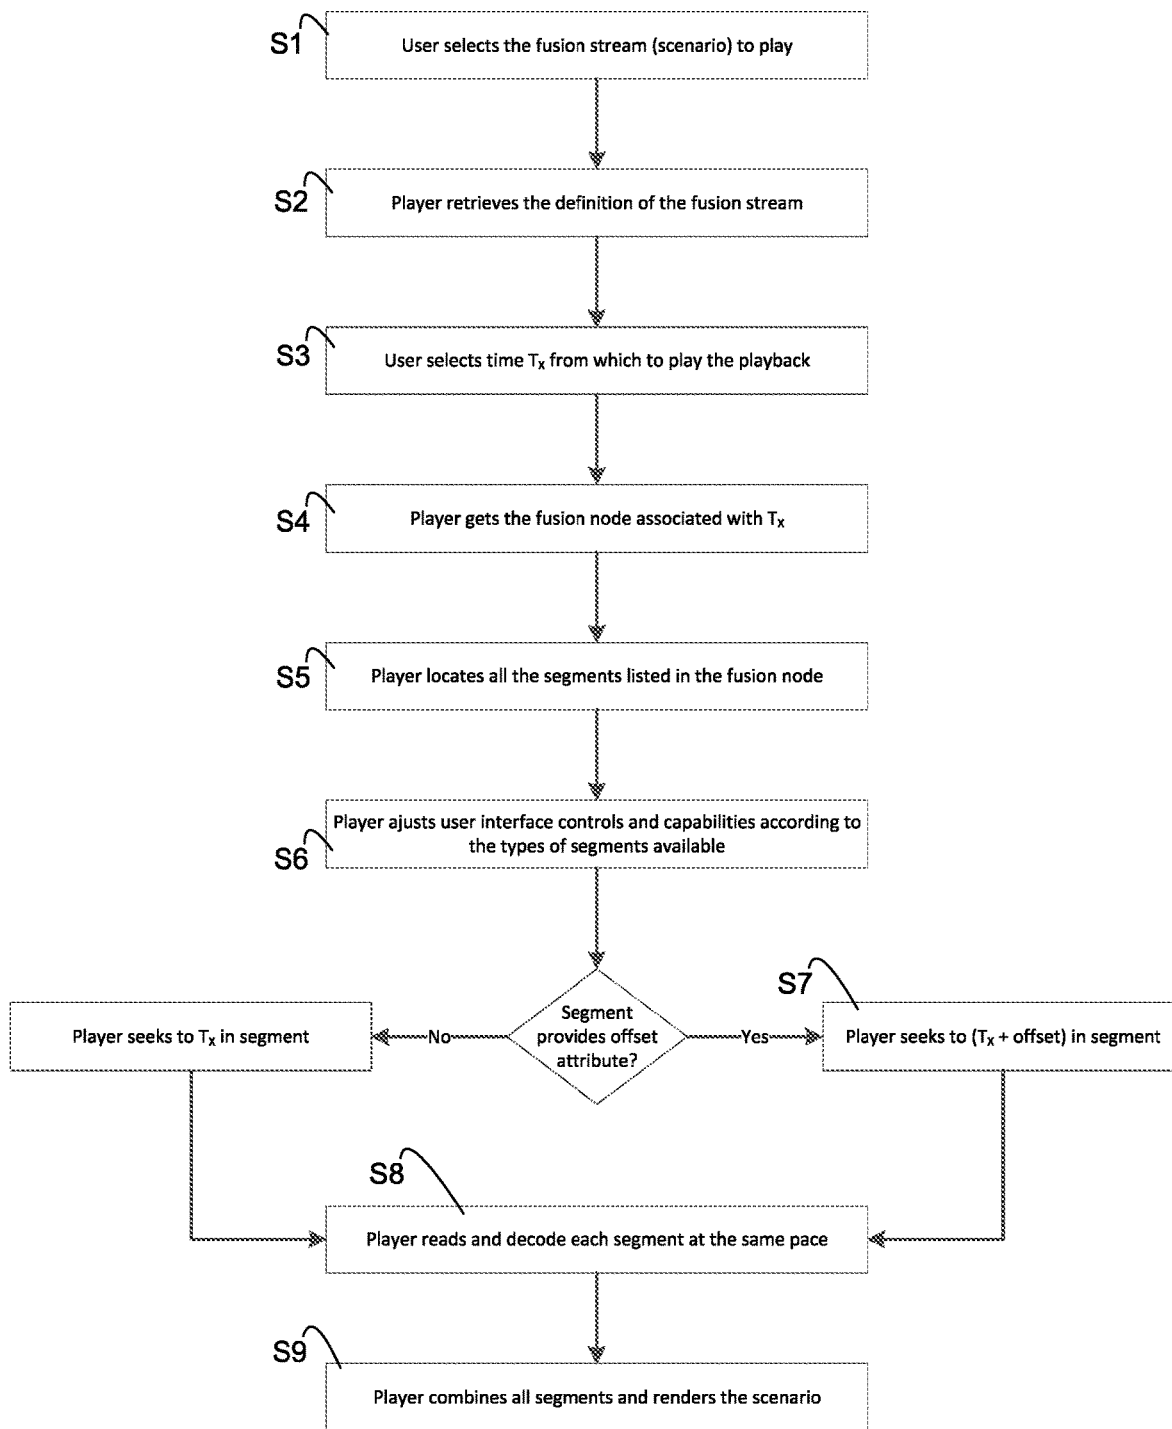 S1
User selects the fusion stream (scenario) to play
S2
Player retrieves the definition of the fusion stream
S3
User selects time Tx from which to play the playback
S4
Player gets the fusion node associated with Tx
S5
Player locates all the segments listed in the fusion node
S6
Player ajusts user interface controls and capabilities according to
the types of segments available
Segment
provides offset
attribute?
No
Yes
Player seeks to Tx in segment
S7
Player seeks to (Tx + offset) in segment
S8
Player reads and decode each segment at the same pace
S9
Player combines all segments and renders the scenario